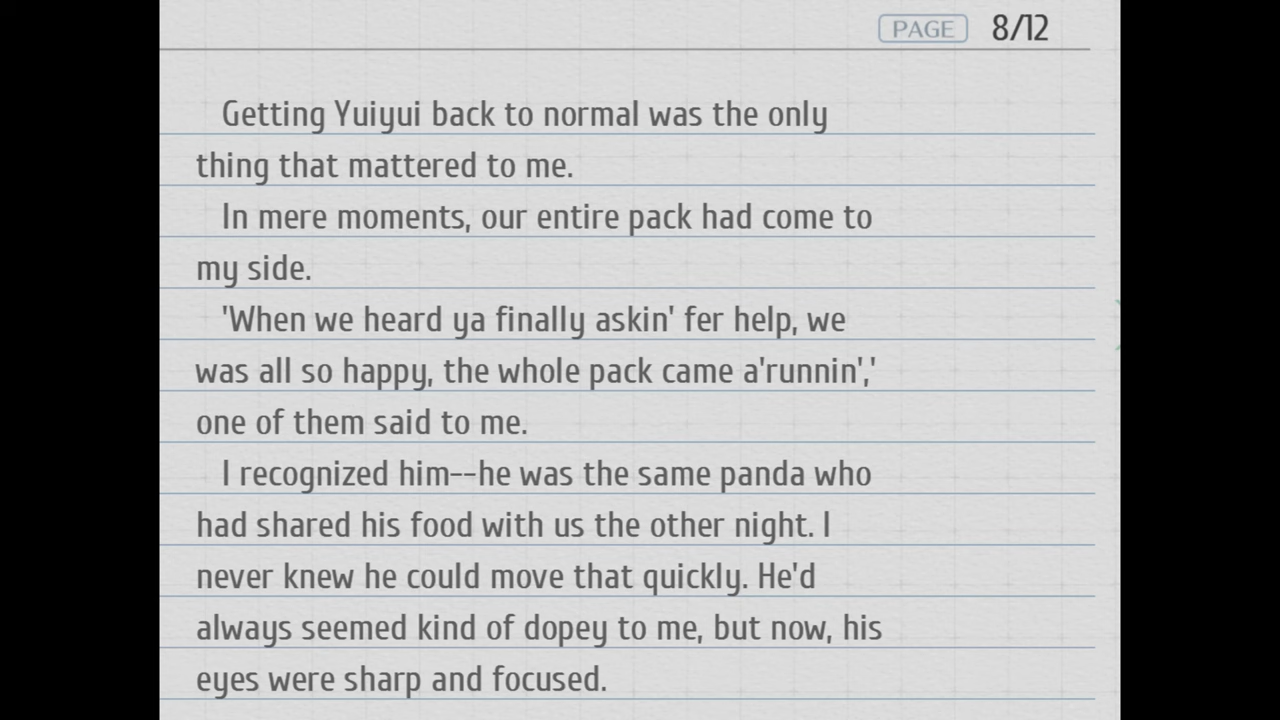 PAGE 8/12
Getting Yuiyui back to normal was the only
thing that mattered to me.
In mere moments, our entire pack had come to
my side.
'When we heard ya finally askin' fer help, we
was all so happy, the whole pack came a'runnin','
one of them said to me.
I recognized him--he was the same panda who
had shared his food with us the other night. I
never knew he could move that quickly. He'd
always seemed kind of dopey to me, but now, his
eyes were sharp and focused.